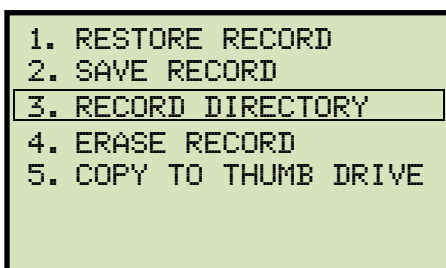 1. RESTORE RECORD
2. SAVE RECORD
3. RECORD DIRECTORY
4. ERASE RECORD
5. COPY TO THUMB DRIVE